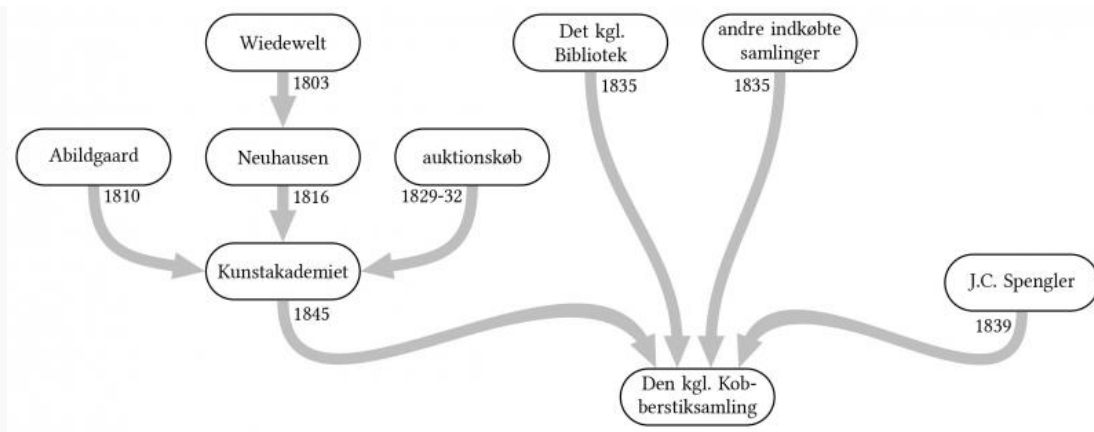 Wiedewelt
1803
Det kgl.
Bibliotek
1835
andre indkøbte
samlinger
1835
Abildgaard
1810
Neuhausen
1816
auktionskøb
1829-32
Kunstakademiet
1845
J.C. Spengler
1839
Den kgl. Kob-
berstiksamling